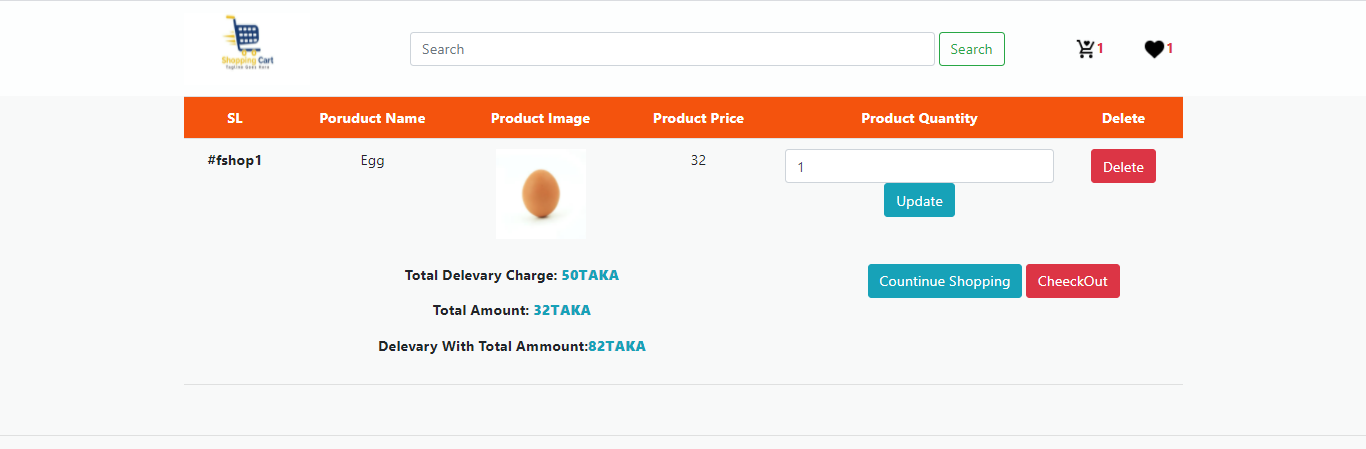 Shopping Cart
Tagline Goes Here
Search
Search
1
1
SL
Poruduct Name
Product Image
Product Price
Product Quantity
Delete
#fshop1
Egg
32
1
Delete
Update
Total Delevary Charge: 50TAKA
Countinue Shopping
CheeckOut
Total Amount: 32TAKA
Delevary With Total Ammount:82TAKA